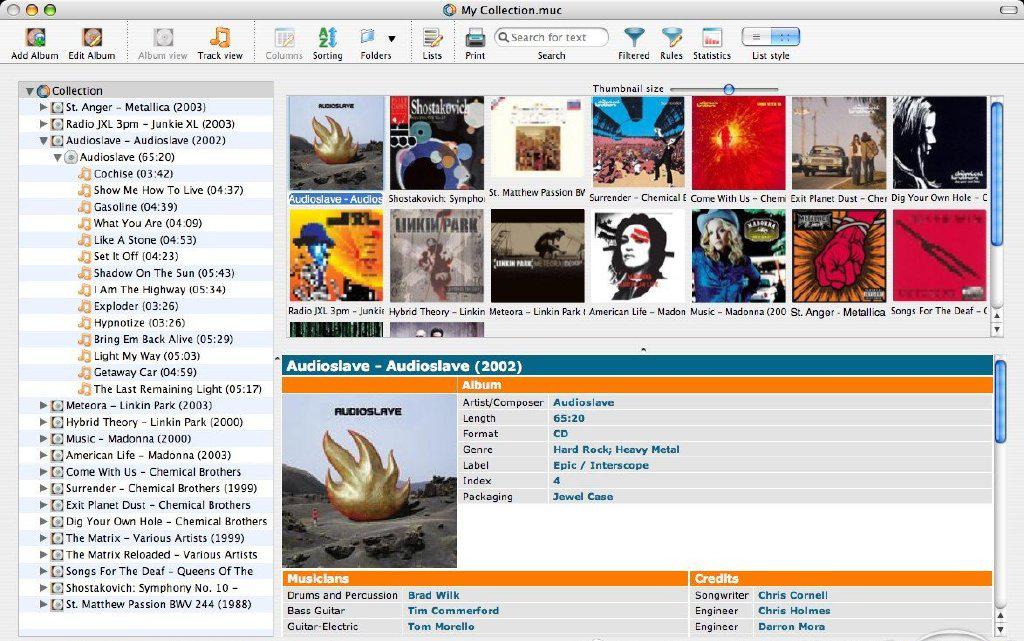 My Collection.muc
Add Album Edit Album Album view Track view Columns Sorting Folders Lists Print Search for text Search Filtered Rules Statistics List style
Collection
St. Anger - Metallica (2003)
Radio JXL 3pm - Junkie XL (2003)
Audioslave - Audioslave (2002)
Audioslave (65:20)
Cochise (03:42)
Show Me How To Live (04:37)
Gasoline (04:39)
What You Are (04:09)
Like A Stone (04:53)
Set It Off (04:23)
Shadow On The Sun (05:43)
I Am The Highway (05:34)
Exploder (03:26)
Hypnotize (03:26)
Bring Em Back Alive (05:29)
Light My Way (05:03)
Getaway Car (04:59)
The Last Remaining Light (05:17)
Meteora - Linkin Park (2003)
Hybrid Theory - Linkin Park (2000)
Music - Madonna (2000)
American Life - Madonna (2003)
Come With Us - Chemical Brothers
Surrender - Chemical Brothers (1999)
Exit Planet Dust - Chemical Brothers
Dig Your Own Hole - Chemical Brothers
The Matrix - Various Artists (1999)
The Matrix Reloaded - Various Artists
Songs For The Deaf - Queens Of The
Shostakovich: Symphony No. 10 -
St. Matthew Passion BWV 244 (1988)
Thumbnail size
AUDIOSLAVE
Shostakovich
Audioslave - Audios Shostakovich: Sympho St. Matthew Passion BW Surrender - Chemical B Come With Us - Chemi Exit Planet Dust - Cher Dig Your Own Hole - C
LINKIN PARK
LINKIN PARK METEORA
MADONNA
METALLICA
Radio JXL 3pm - Junkie Hybrid Theory - Linkin Meteora - Linkin Park ( American Life - Madon Music - Madonna (200 St. Anger - Metallica Songs For The Deaf - C
Audioslave - Audioslave (2002)
Album
AUDIOSLAVE
Artist/Composer Audioslave
Length 65:20
Format CD
Genre Hard Rock; Heavy Metal
Label Epic / Interscope
Index 4
Packaging Jewel Case
Musicians
Drums and Percussion Brad Wilk
Bass Guitar Tim Commerford
Guitar-Electric Tom Morello
Credits
Songwriter Chris Cornell
Engineer Chris Holmes
Engineer Darron Mora